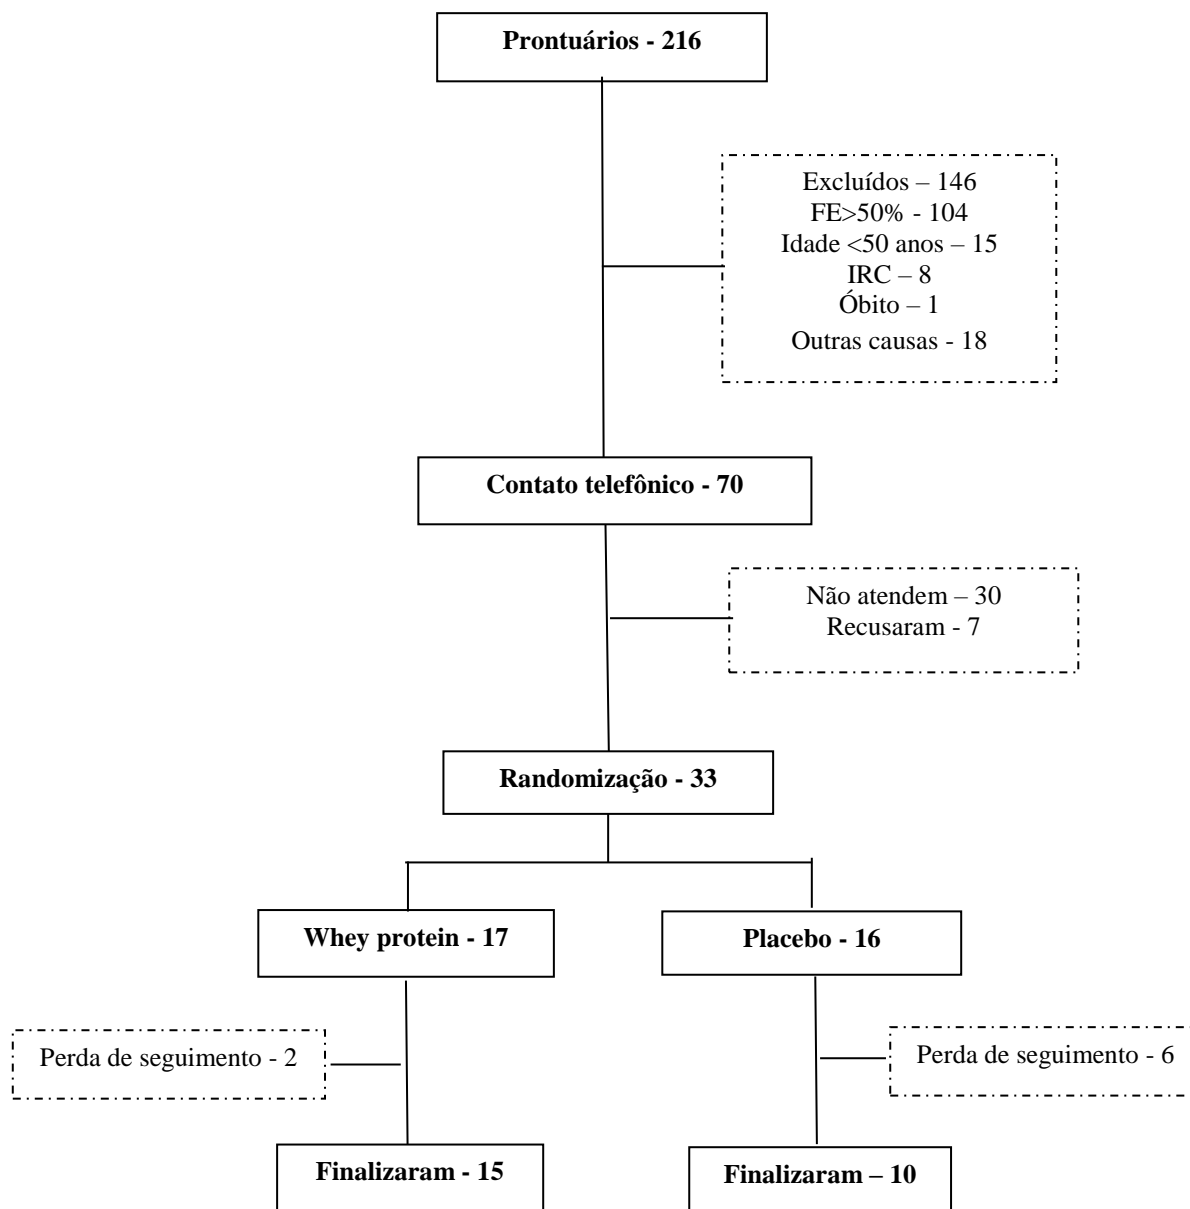 Prontuários - 216
Excluídos – 146
FE>50% - 104
Idade <50 anos – 15
IRC – 8
Óbito – 1
Outras causas - 18
Contato telefônico - 70
Não atendem – 30
Recusaram - 7
Randomização - 33
Whey protein - 17
Placebo - 16
Perda de seguimento - 2
Perda de seguimento - 6
Finalizaram - 15
Finalizaram – 10